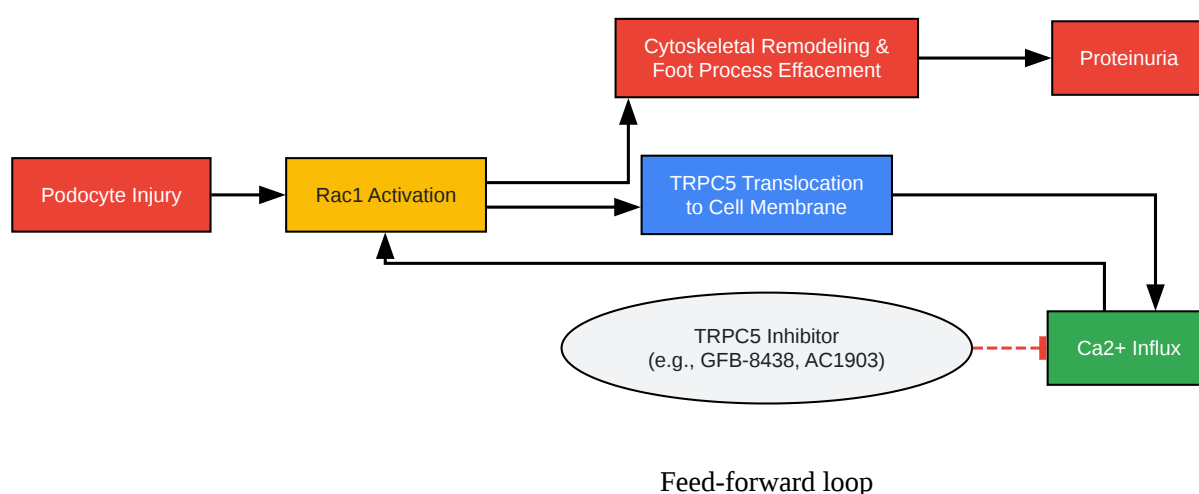 Cytoskeletal Remodeling &
Foot Process Effacement
Proteinuria
Podocyte Injury
Rac1 Activation
TRPC5 Translocation
to Cell Membrane
TRPC5 Inhibitor
(e.g., GFB-8438, AC1903)
Ca2+ Influx
Feed-forward loop